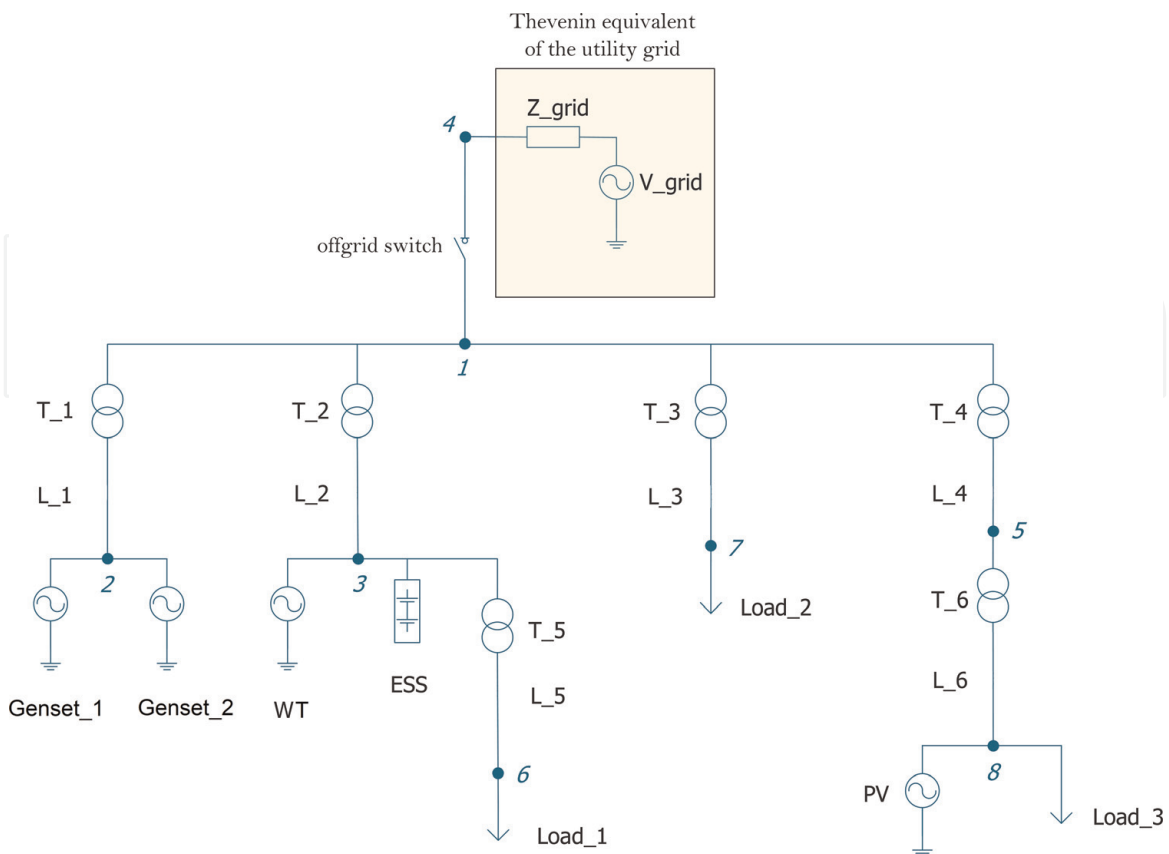 Thevenin equivalent
of the utility grid
Z_grid
4
V_grid
offgrid switch
1
T_1
T_2
T_3
T_4
L_1
L_2
L_3
L_4
5
7
2
3
Load_2
T_6
T_5
ESS
L_5
L_6
Genset_1
Genset_2
WT
6
8
PV
Load_3
Load_1